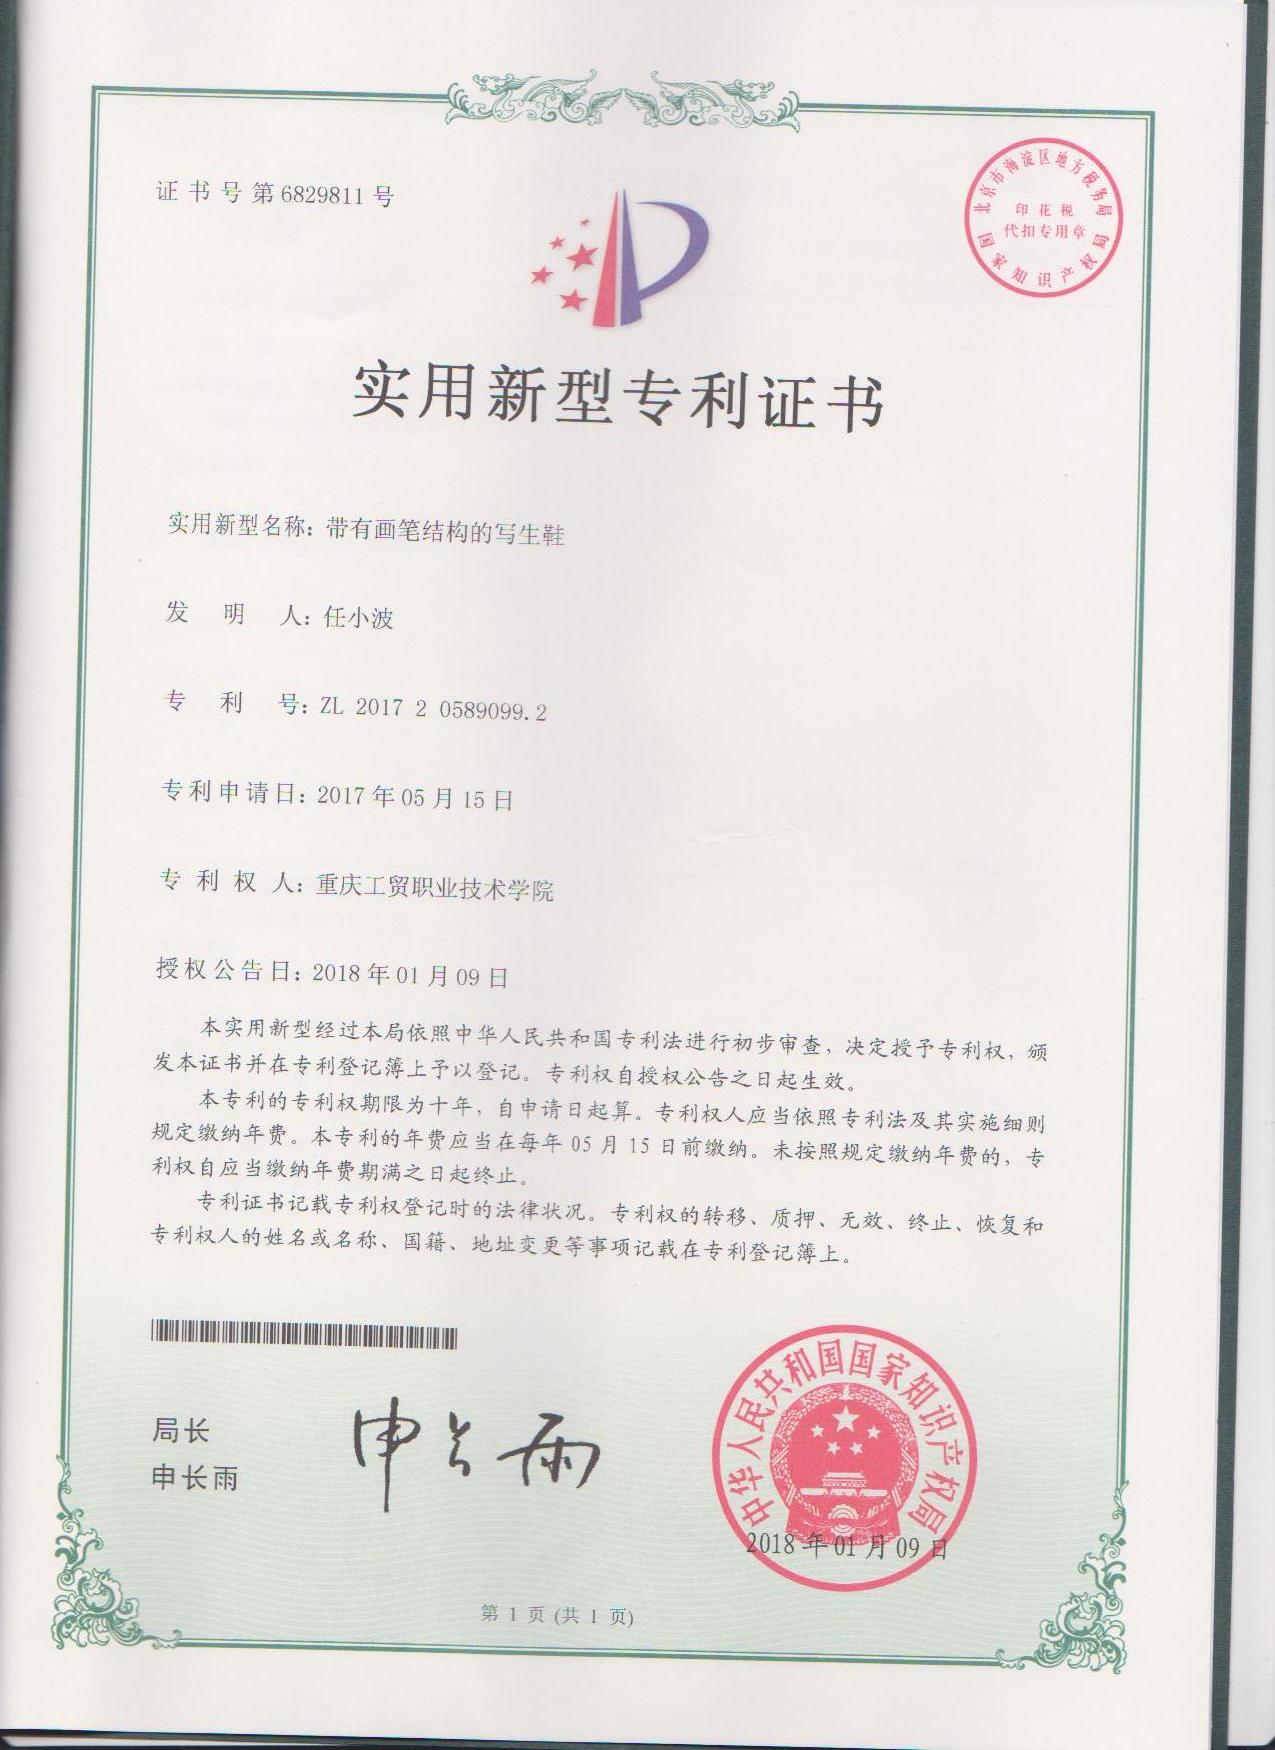 证书号第6829811号
北京市海淀区地方税务局
印花税
代扣专用章
国家知识产权局
实用新型专利证书
实用新型名称：带有画笔结构的写生鞋
发明人：任小波
专利号：ZL 2017 2 0589099.2
专利申请日：2017年05月15日
专利权人：重庆工贸职业技术学院
授权公告日：2018年01月09日
本实用新型经过本局依照中华人民共和国专利法进行初步审查，决定授予专利权，颁
发本证书并在专利登记簿上予以登记。专利权自授权公告之日起生效。
本专利的专利权期限为十年，自申请日起算。专利权人应当依照专利法及其实施细则
规定缴纳年费。本专利的年费应当在每年05月15日前缴纳。未按照规定缴纳年费的，专
利权自应当缴纳年费期满之日起终止。
专利证书记载专利权登记时的法律状况。专利权的转移、质押、无效、终止、恢复和
专利权人的姓名或名称、国籍、地址变更等事项记载在专利登记簿上。
局长
申长雨
申长雨
中华人民共和国国家知识产权局
2018年01月09日
第 1 页 (共 1 页)